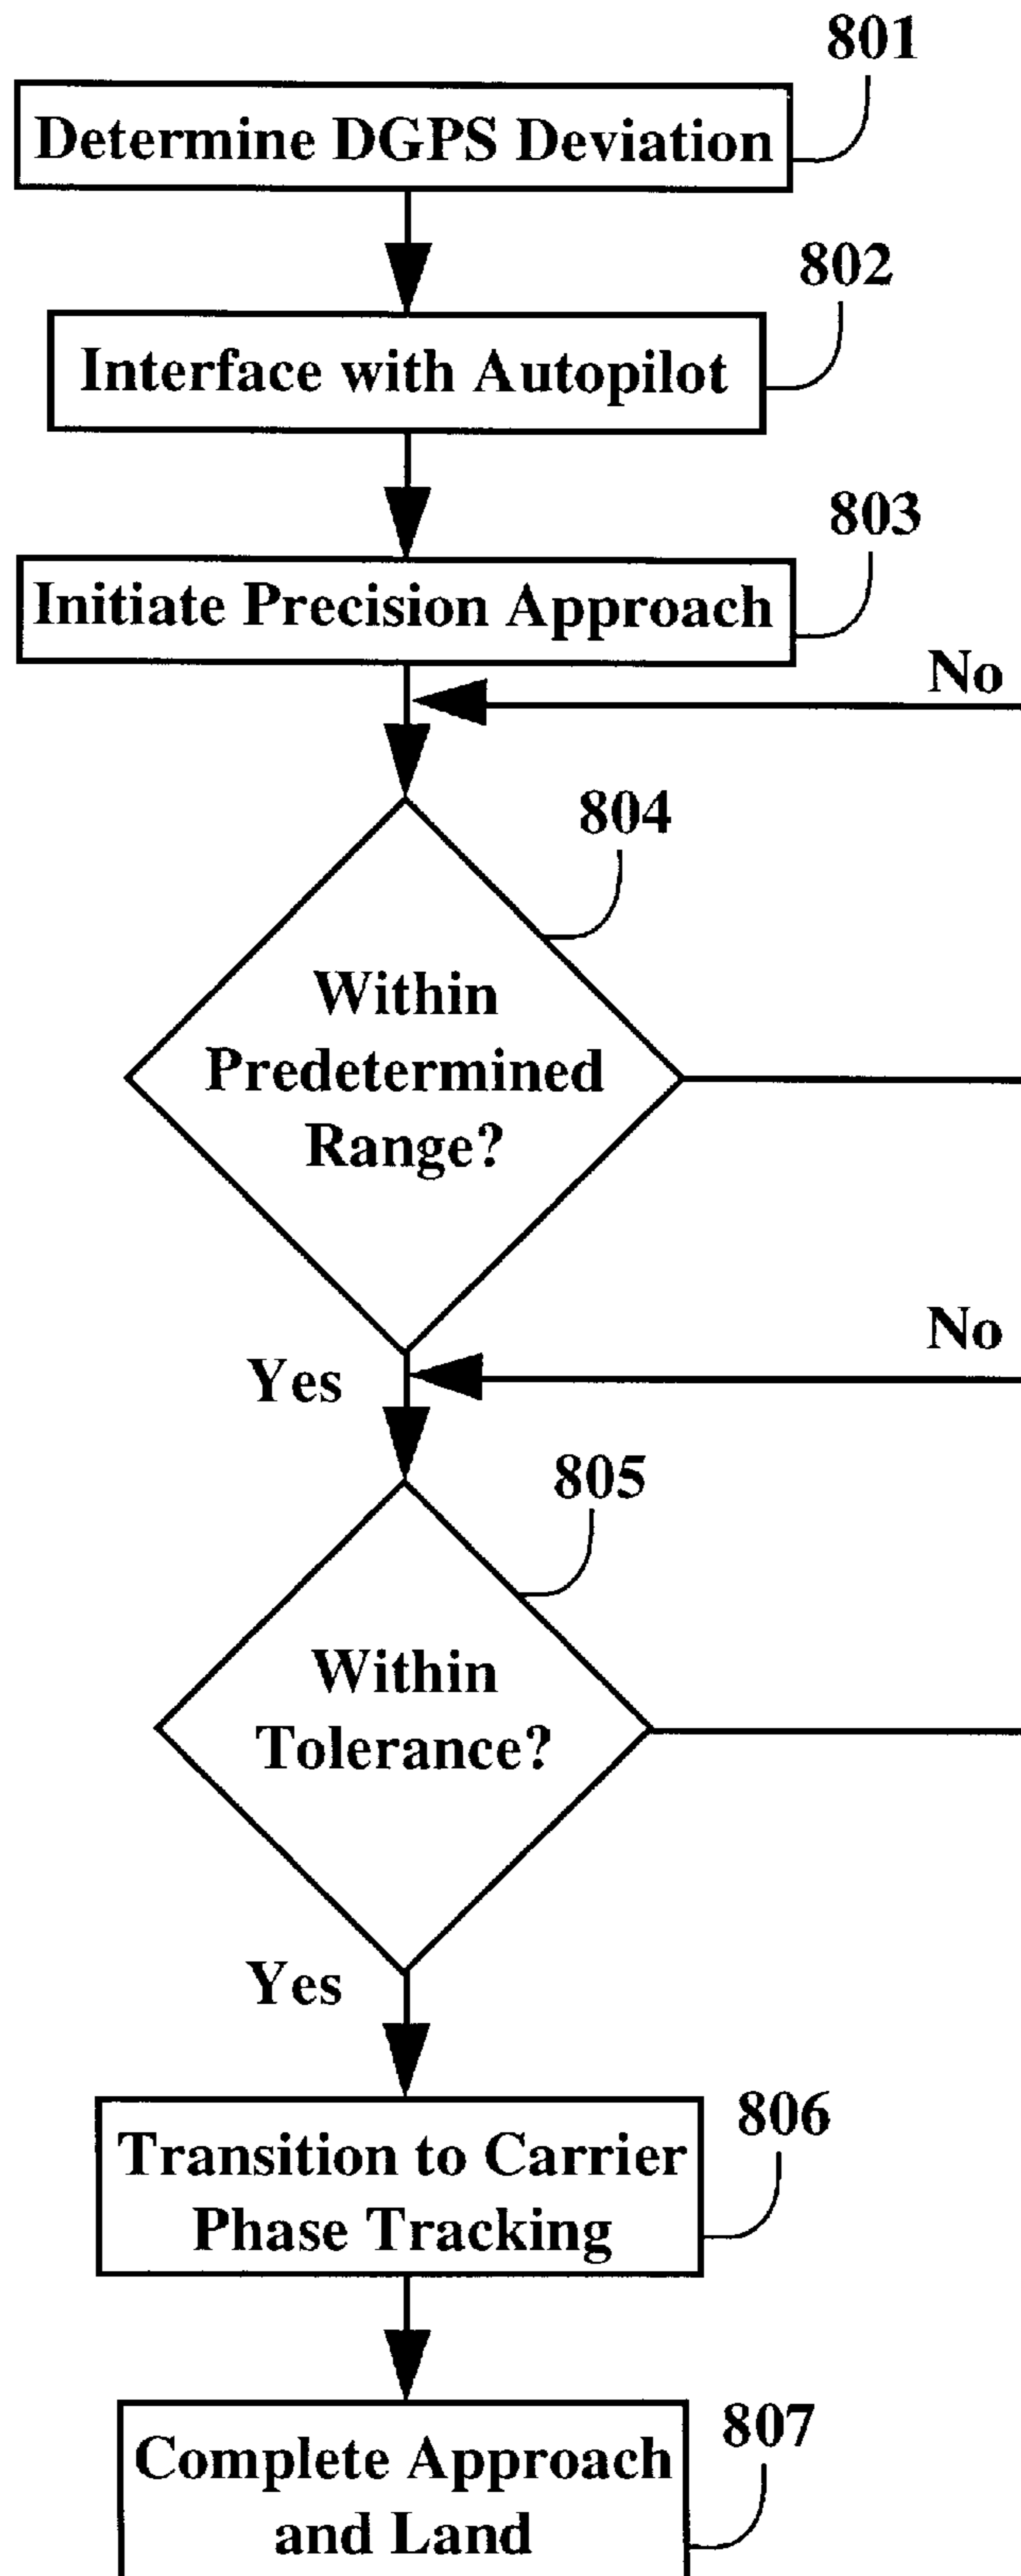 801
Determine DGPS Deviation
802
Interface with Autopilot
803
Initiate Precision Approach
No
804
Within
Predetermined
Range?
No
Yes
805
Within
Tolerance?
Yes
806
Transition to Carrier
Phase Tracking
807
Complete Approach
and Land